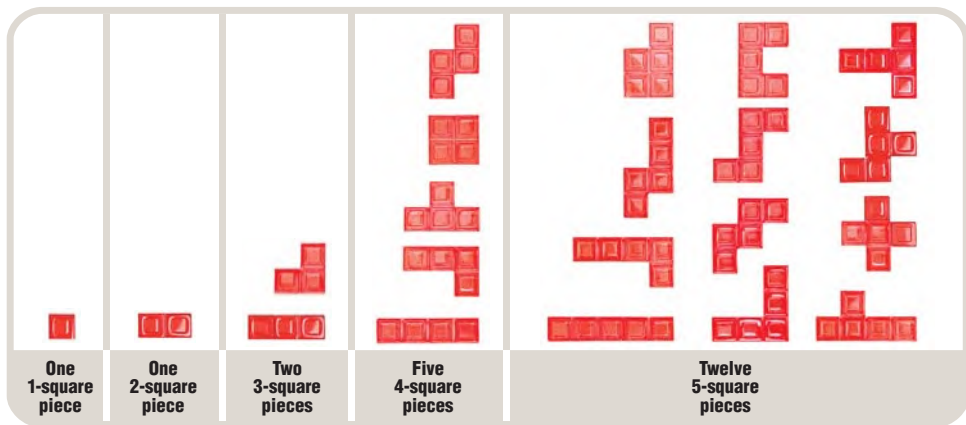 One
1-square
piece
One
2-square
piece
Two
3-square
pieces
Five
4-square
pieces
Twelve
5-square
pieces